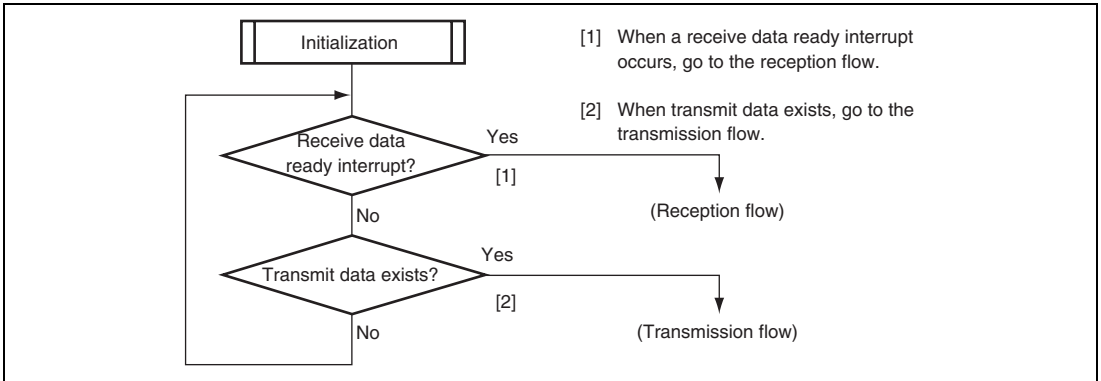 Initialization
[1] When a receive data ready interrupt
occurs, go to the reception flow.
[2] When transmit data exists, go to the
transmission flow.
Receive data
ready interrupt?
Yes
[1]
(Reception flow)
No
Transmit data exists?
Yes
[2]
(Transmission flow)
No